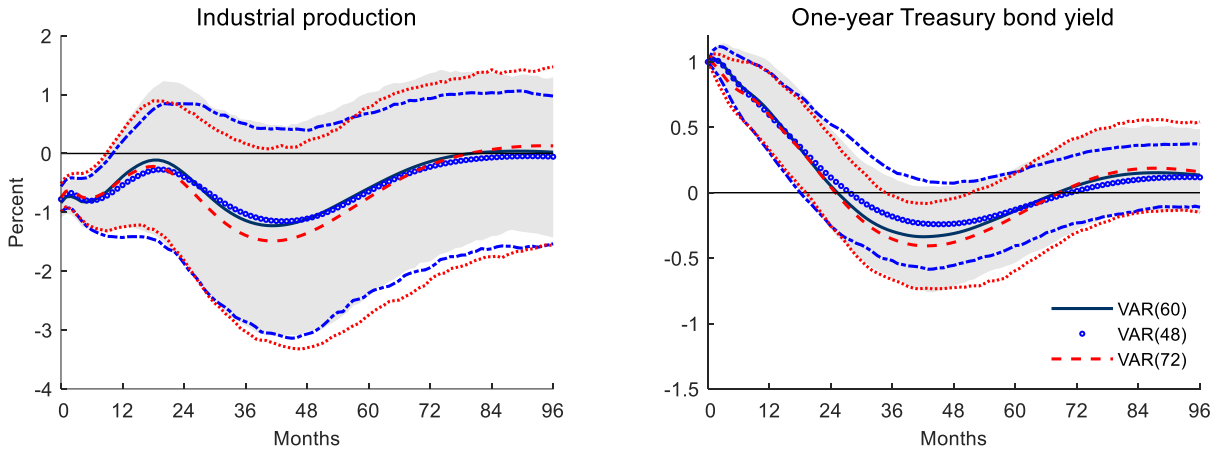 Industrial production
2
1
0
-1
-2
-3
-4
Percent
0 12 24 36 48 60 72 84 96
Months
One-year Treasury bond yield
1
0.5
0
-0.5
-1
-1.5
VAR(60)
VAR(48)
VAR(72)
0 12 24 36 48 60 72 84 96
Months